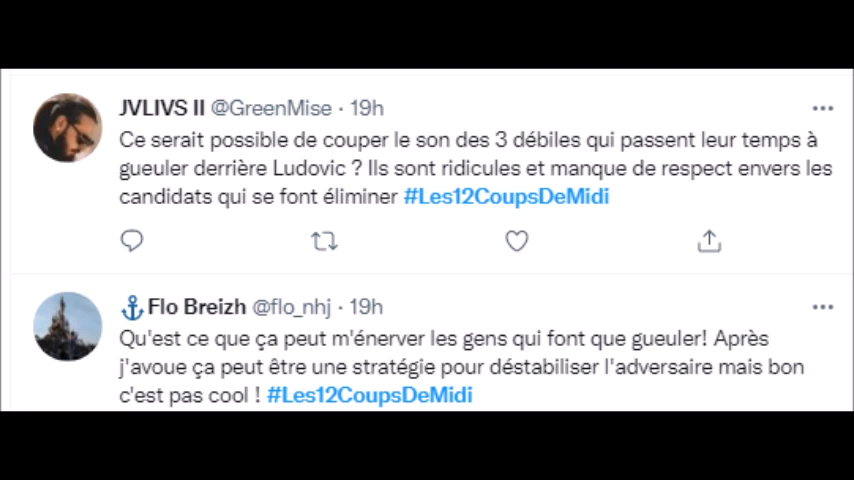 JVLIVS II @GreenMise · 19h
Ce serait possible de couper le son des 3 débiles qui passent leur temps à
gueuler derrière Ludovic ? Ils sont ridicules et manque de respect envers les
candidats qui se font éliminer #Les12CoupsDeMidi
⚓Flo Breizh @flo_nhj · 19h
Qu'est ce que ça peut m'énerver les gens qui font que gueuler! Après
j'avoue ça peut être une stratégie pour déstabiliser l'adversaire mais bon
c'est pas cool ! #Les12CoupsDeMidi